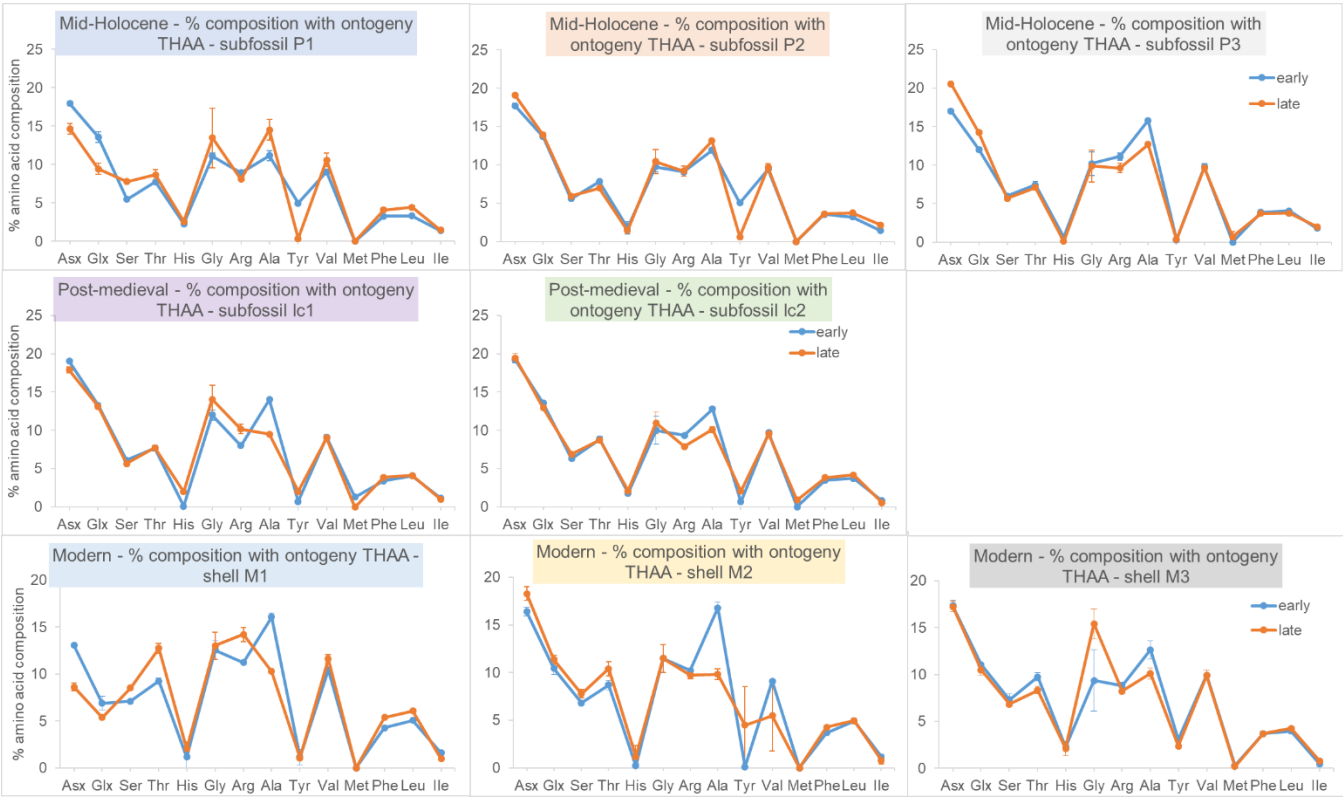 Mid-Holocene - % composition with ontogeny
THAA - subfossil P1
% amino acid composition
25
20
15
10
5
0
Asx Glx Ser Thr His Gly Arg Ala Tyr Val Met Phe Leu Ile
Mid-Holocene - % composition with
ontogeny THAA - subfossil P2
25
20
15
10
5
0
Asx Glx Ser Thr His Gly Arg Ala Tyr Val Met Phe Leu Ile
Mid-Holocene - % composition with
ontogeny THAA - subfossil P3
early
late
25
20
15
10
5
0
Asx Glx Ser Thr His Gly Arg Ala Tyr Val Met Phe Leu Ile
Post-medieval - % composition with ontogeny
THAA - subfossil Ic1
% amino acid composition
25
20
15
10
5
0
Asx Glx Ser Thr His Gly Arg Ala Tyr Val Met Phe Leu Ile
Post-medieval - % composition with
ontogeny THAA - subfossil Ic2
early
late
25
20
15
10
5
0
Asx Glx Ser Thr His Gly Arg Ala Tyr Val Met Phe Leu Ile
Modern - % composition with ontogeny THAA -
shell M1
% amino acid composition
20
15
10
5
0
Asx Glx Ser Thr His Gly Arg Ala Tyr Val Met Phe Leu Ile
Modern - % composition with ontogeny
THAA - shell M2
20
15
10
5
0
Asx Glx Ser Thr His Gly Arg Ala Tyr Val Met Phe Leu Ile
Modern - % composition with ontogeny
THAA - shell M3
early
late
20
15
10
5
0
Asx Glx Ser Thr His Gly Arg Ala Tyr Val Met Phe Leu Ile